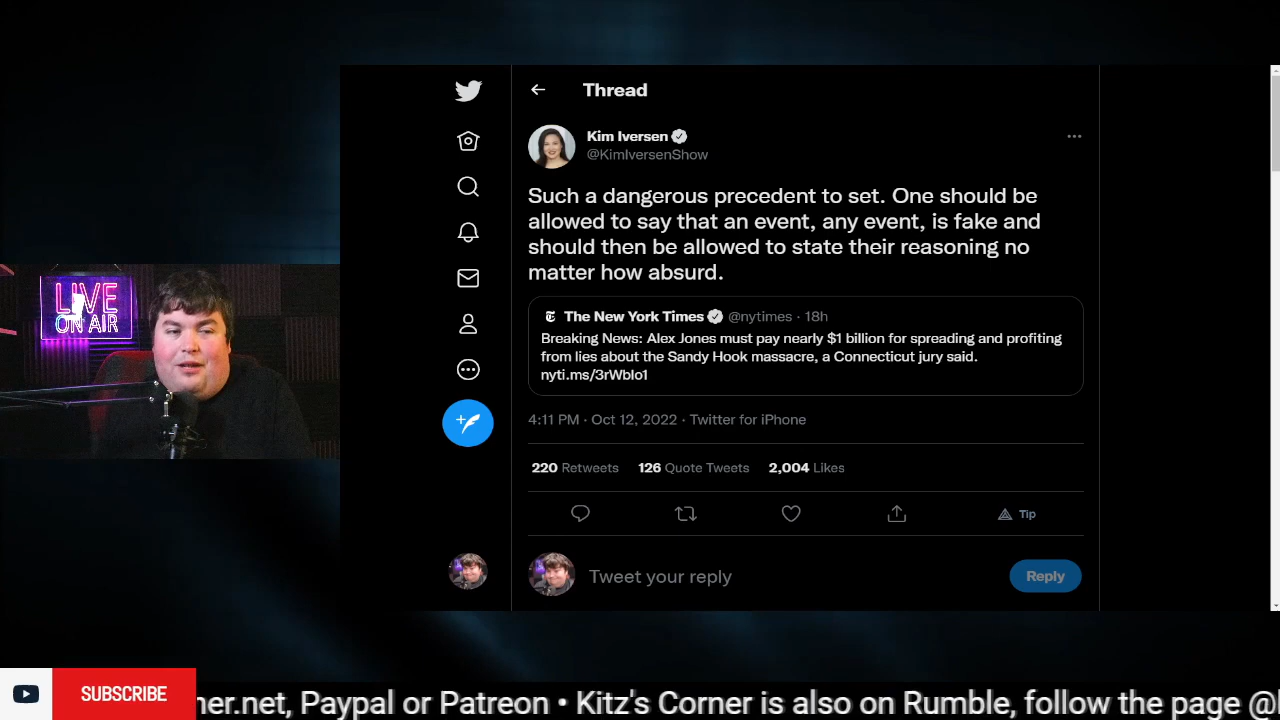 Thread
Kim Iversen
@KimIversenShow
Such a dangerous precedent to set. One should be
allowed to say that an event, any event, is fake and
should then be allowed to state their reasoning no
matter how absurd.
The New York Times @nytimes · 18h
Breaking News: Alex Jones must pay nearly $1 billion for spreading and profiting
from lies about the Sandy Hook massacre, a Connecticut jury said.
nyti.ms/3rWblo1
4:11 PM · Oct 12, 2022 · Twitter for iPhone
220 Retweets 126 Quote Tweets 2,004 Likes
Tip
Tweet your reply
Reply
LIVE
ON AIR
SUBSCRIBE
ner.net, Paypal or Patreon • Kitz's Corner is also on Rumble, follow the page @